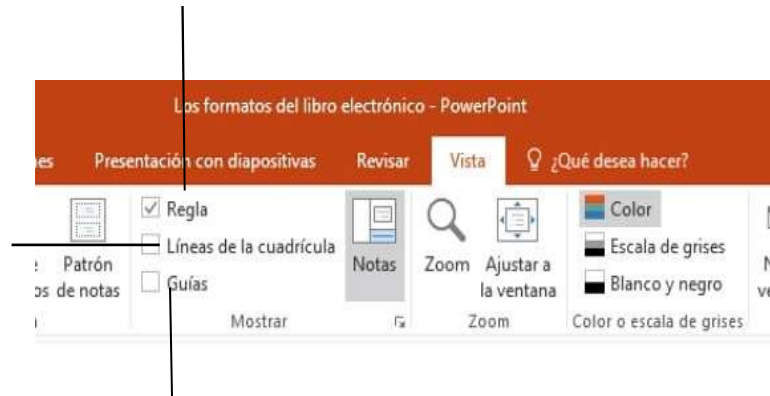 Los formatos del libro electrónico - PowerPoint
nes Presentación con diapositivas Revisar Vista ¿Qué desea hacer?
Regla
Líneas de la cuadrícula
Guías
Patrón
de notas
Notas
Zoom
Ajustar a
la ventana
Color
Escala de grises
Blanco y negro
Mostrar Zoom Color o escala de grises